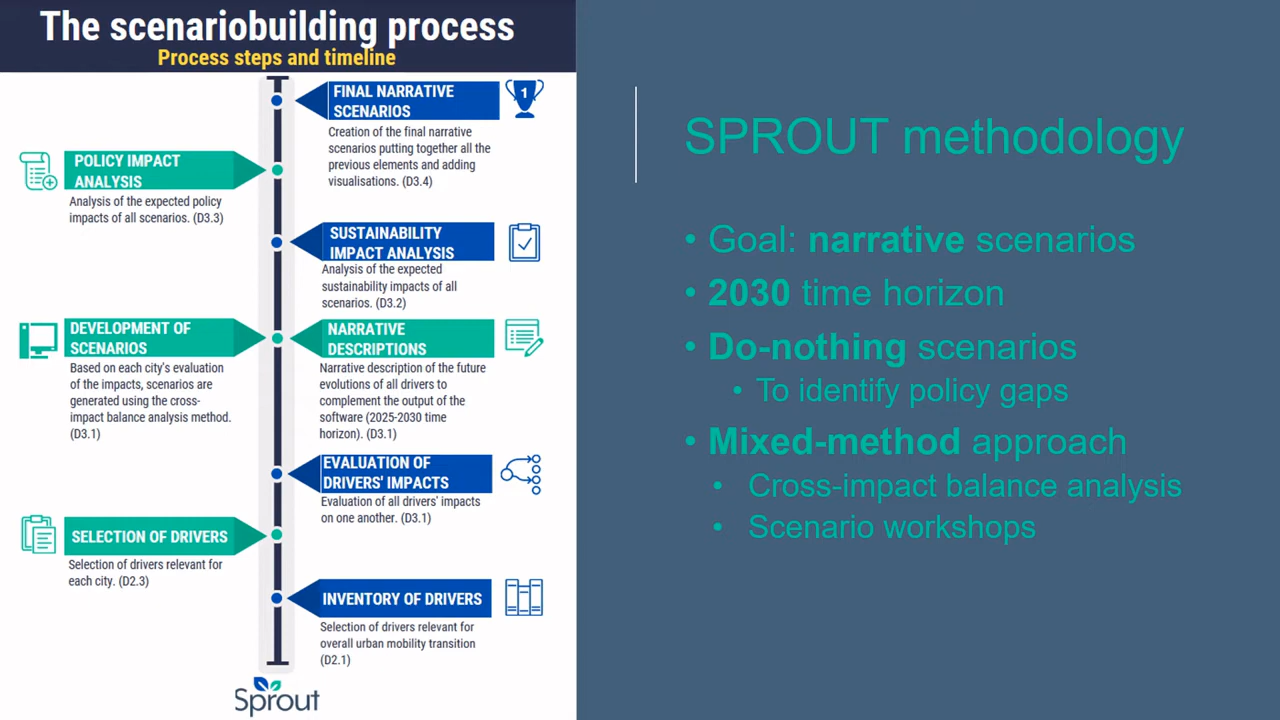 The scenariobuilding process
Process steps and timeline
FINAL NARRATIVE
SCENARIOS
1
Creation of the final narrative
scenarios putting together all the
previous elements and adding
visualisations. (D3.4)
POLICY IMPACT
ANALYSIS
Analysis of the expected policy
impacts of all scenarios. (D3.3)
SUSTAINABILITY
IMPACT ANALYSIS
Analysis of the expected
sustainability impacts of all
scenarios. (D3.2)
DEVELOPMENT OF
SCENARIOS
Based on each city's evaluation
of the impacts, scenarios are
generated using the cross-
impact balance analysis method.
(D3.1)
NARRATIVE
DESCRIPTIONS
Narrative description of the future
evolutions of all drivers to
complement the output of the
software (2025-2030 time
horizon). (D3.1)
EVALUATION OF
DRIVERS' IMPACTS
Evaluation of all drivers' impacts
on one another. (D3.1)
SELECTION OF DRIVERS
Selection of drivers relevant for
each city. (D2.3)
INVENTORY OF DRIVERS
Selection of drivers relevant for
overall urban mobility transition
(D2.1)
Sprout
SPROUT methodology
• Goal: narrative scenarios
• 2030 time horizon
• Do-nothing scenarios
• To identify policy gaps
• Mixed-method approach
• Cross-impact balance analysis
• Scenario workshops